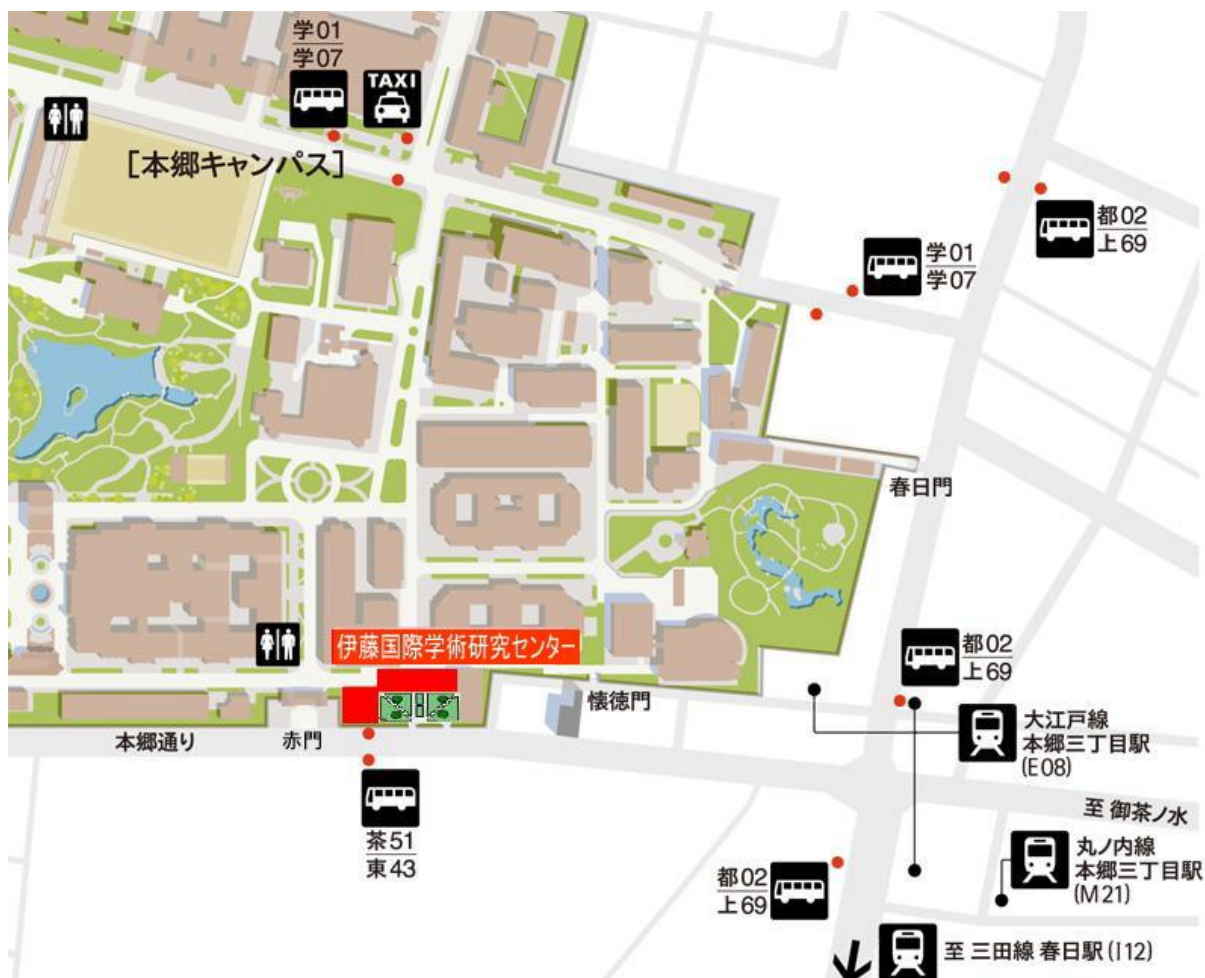 学01
学07
TAXI
[本郷キャンパス]
都02
上69
学01
学07
春日門
伊藤国際学術研究センター
都02
上69
懐徳門
本郷通り
赤門
大江戸線
本郷三丁目駅
(E08)
茶51
東43
至 御茶ノ水
丸ノ内線
本郷三丁目駅
(M21)
都02
上69
至 三田線 春日駅(I12)